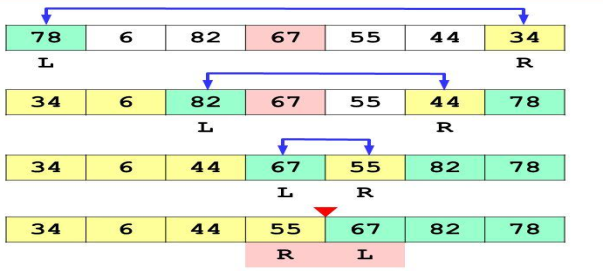 78 6 82 67 55 44 34
L R
34 6 82 67 55 44 78
L R
34 6 44 67 55 82 78
L R
34 6 44 55 67 82 78
R L